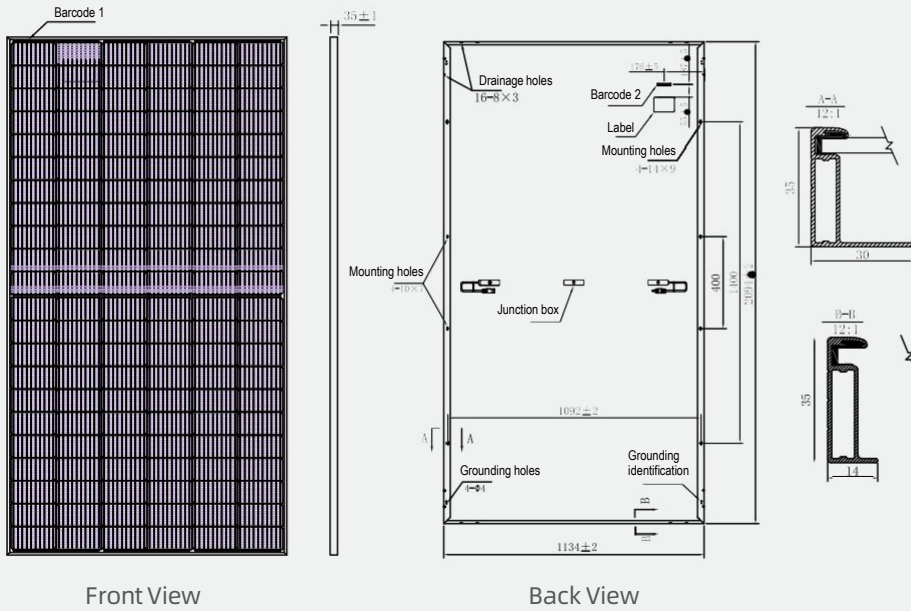 Barcode 1
35±1
Drainage holes
16-8×3
176±5
Barcode 2
Label
Mounting holes
4-14×9
A-A
12:1
35
30
Mounting holes
Junction box
400
1400
B-B
12:1
35
14
1092±2
A
A
Grounding holes
4-Φ4
Grounding
identification
B
B
1134±2
Front View
Back View